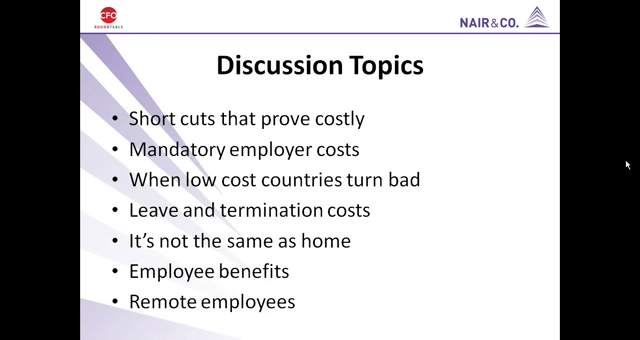 CFO
ROUNDTABLE
NAIR & CO.
Discussion Topics
• Short cuts that prove costly
• Mandatory employer costs
• When low cost countries turn bad
• Leave and termination costs
• It's not the same as home
• Employee benefits
• Remote employees